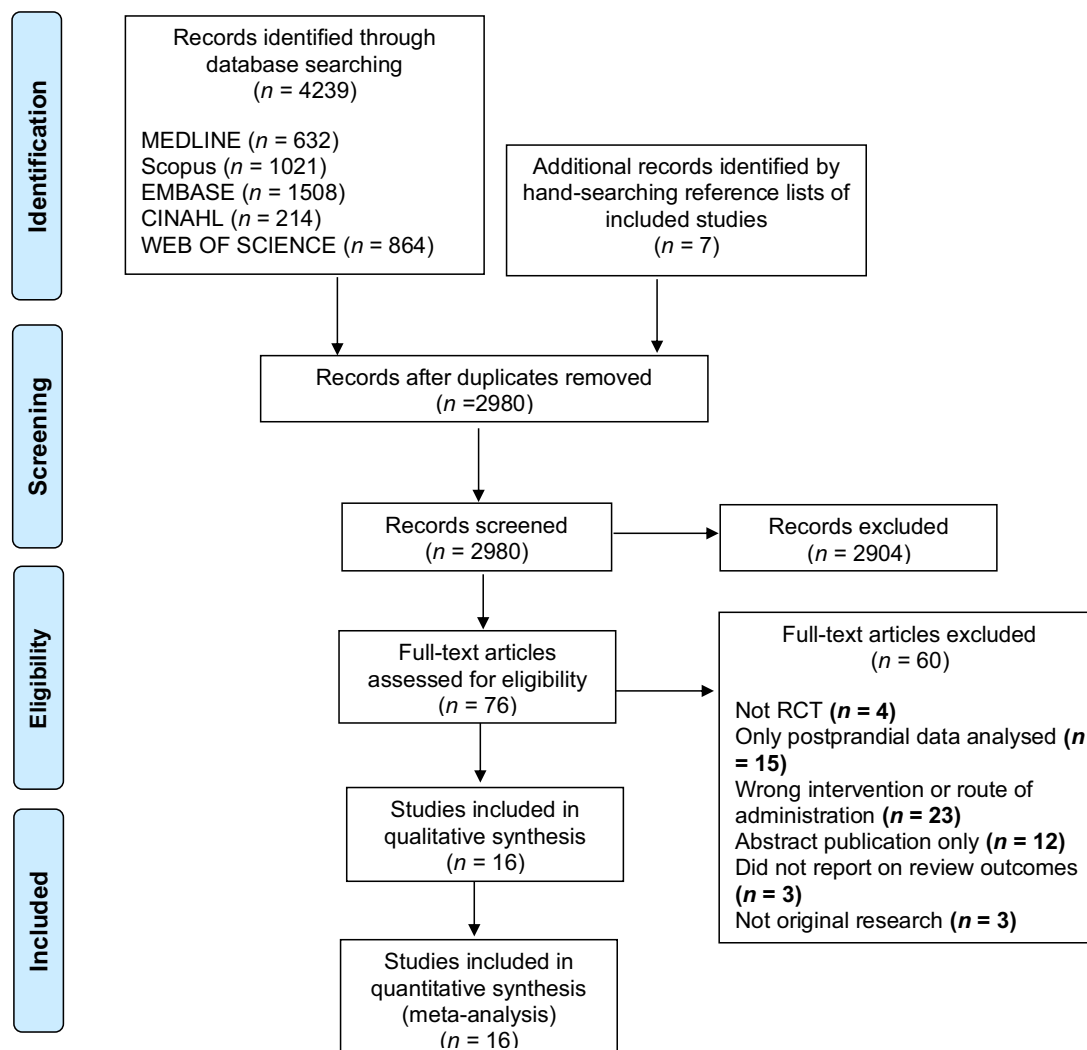 Identification
Records identified through
database searching
(n = 4239)
MEDLINE (n = 632)
Scopus (n = 1021)
EMBASE (n = 1508)
CINAHL (n = 214)
WEB OF SCIENCE (n = 864)
Additional records identified by
hand-searching reference lists of
included studies
(n = 7)
Screening
Records after duplicates removed
(n =2980)
Records screened
(n = 2980)
Records excluded
(n = 2904)
Eligibility
Full-text articles
assessed for eligibility
(n = 76)
Full-text articles excluded
(n = 60)
Not RCT (n = 4)
Only postprandial data analysed (n
= 15)
Wrong intervention or route of
administration (n = 23)
Abstract publication only (n = 12)
Did not report on review outcomes
(n = 3)
Not original research (n = 3)
Included
Studies included in
qualitative synthesis
(n = 16)
Studies included in
quantitative synthesis
(meta-analysis)
(n = 16)